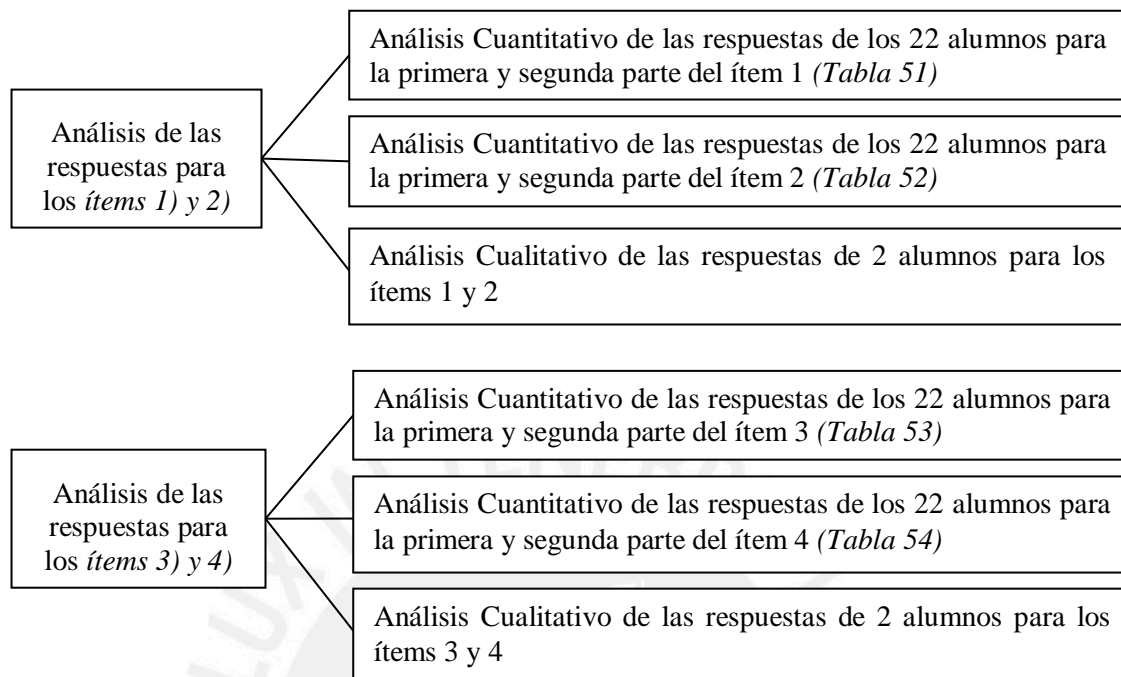 Análisis de las
respuestas para
los ítems 1) y 2)
Análisis Cuantitativo de las respuestas de los 22 alumnos para
la primera y segunda parte del ítem 1 (Tabla 51)
Análisis Cuantitativo de las respuestas de los 22 alumnos para
la primera y segunda parte del ítem 2 (Tabla 52)
Análisis Cualitativo de las respuestas de 2 alumnos para los
ítems 1 y 2
Análisis de las
respuestas para
los ítems 3) y 4)
Análisis Cuantitativo de las respuestas de los 22 alumnos para
la primera y segunda parte del ítem 3 (Tabla 53)
Análisis Cuantitativo de las respuestas de los 22 alumnos para
la primera y segunda parte del ítem 4 (Tabla 54)
Análisis Cualitativo de las respuestas de 2 alumnos para los
ítems 3 y 4